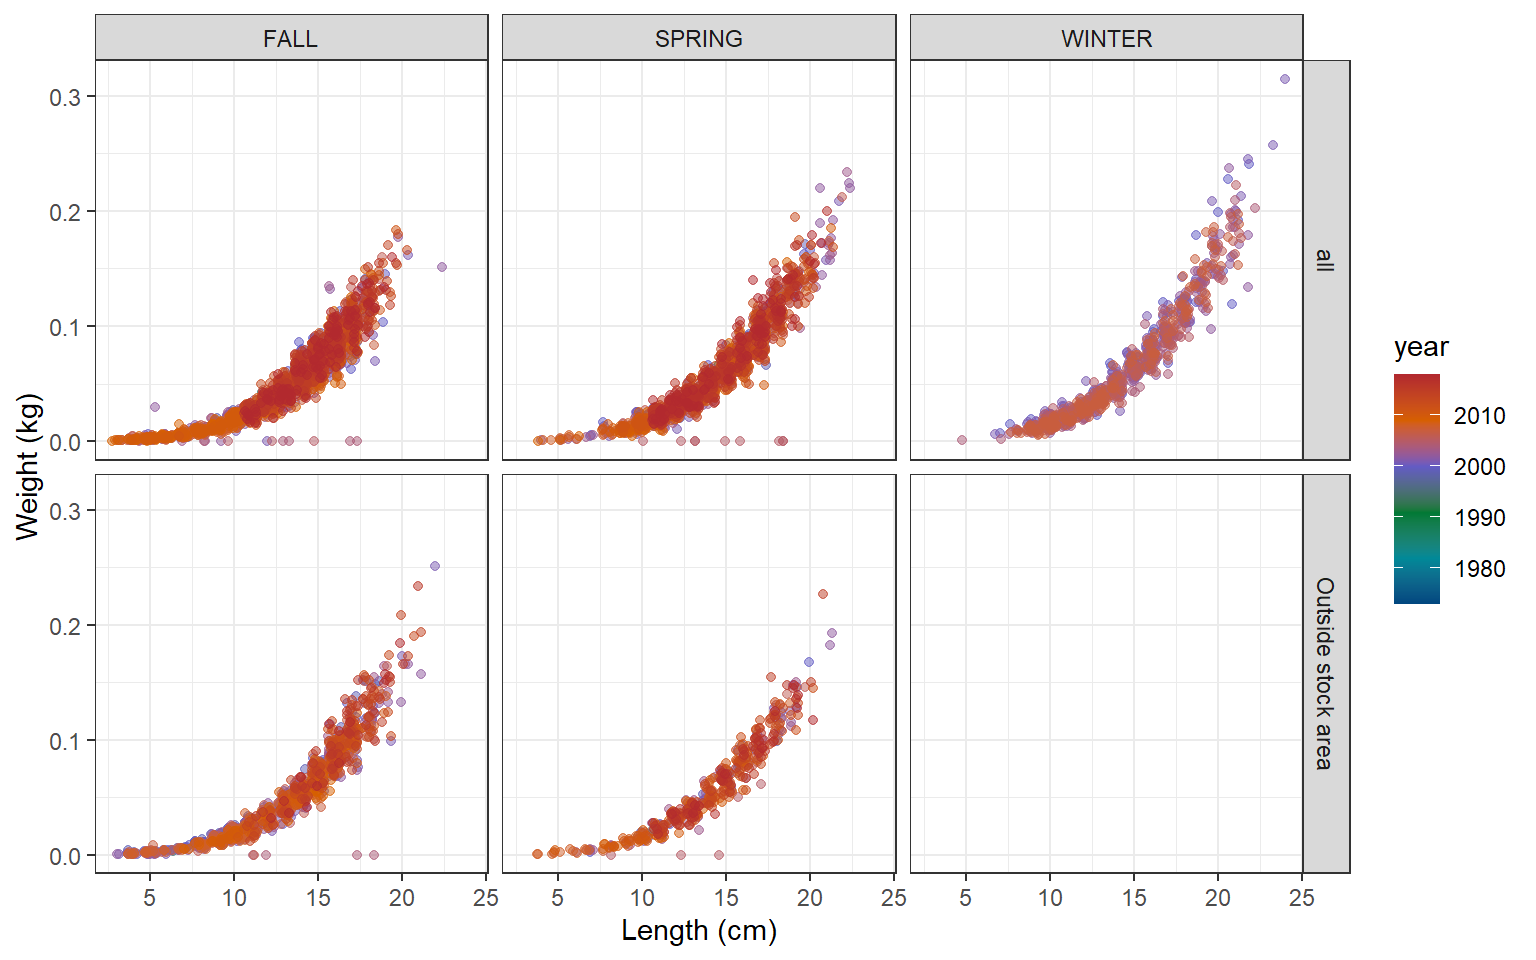 FALL SPRING WINTER
0.3
0.2
0.1
0.0
all
0.3
0.2
0.1
0.0
Outside stock area
Weight (kg)
5 10 15 20 25 5 10 15 20 25 5 10 15 20 25
Length (cm)
year
2010
2000
1990
1980